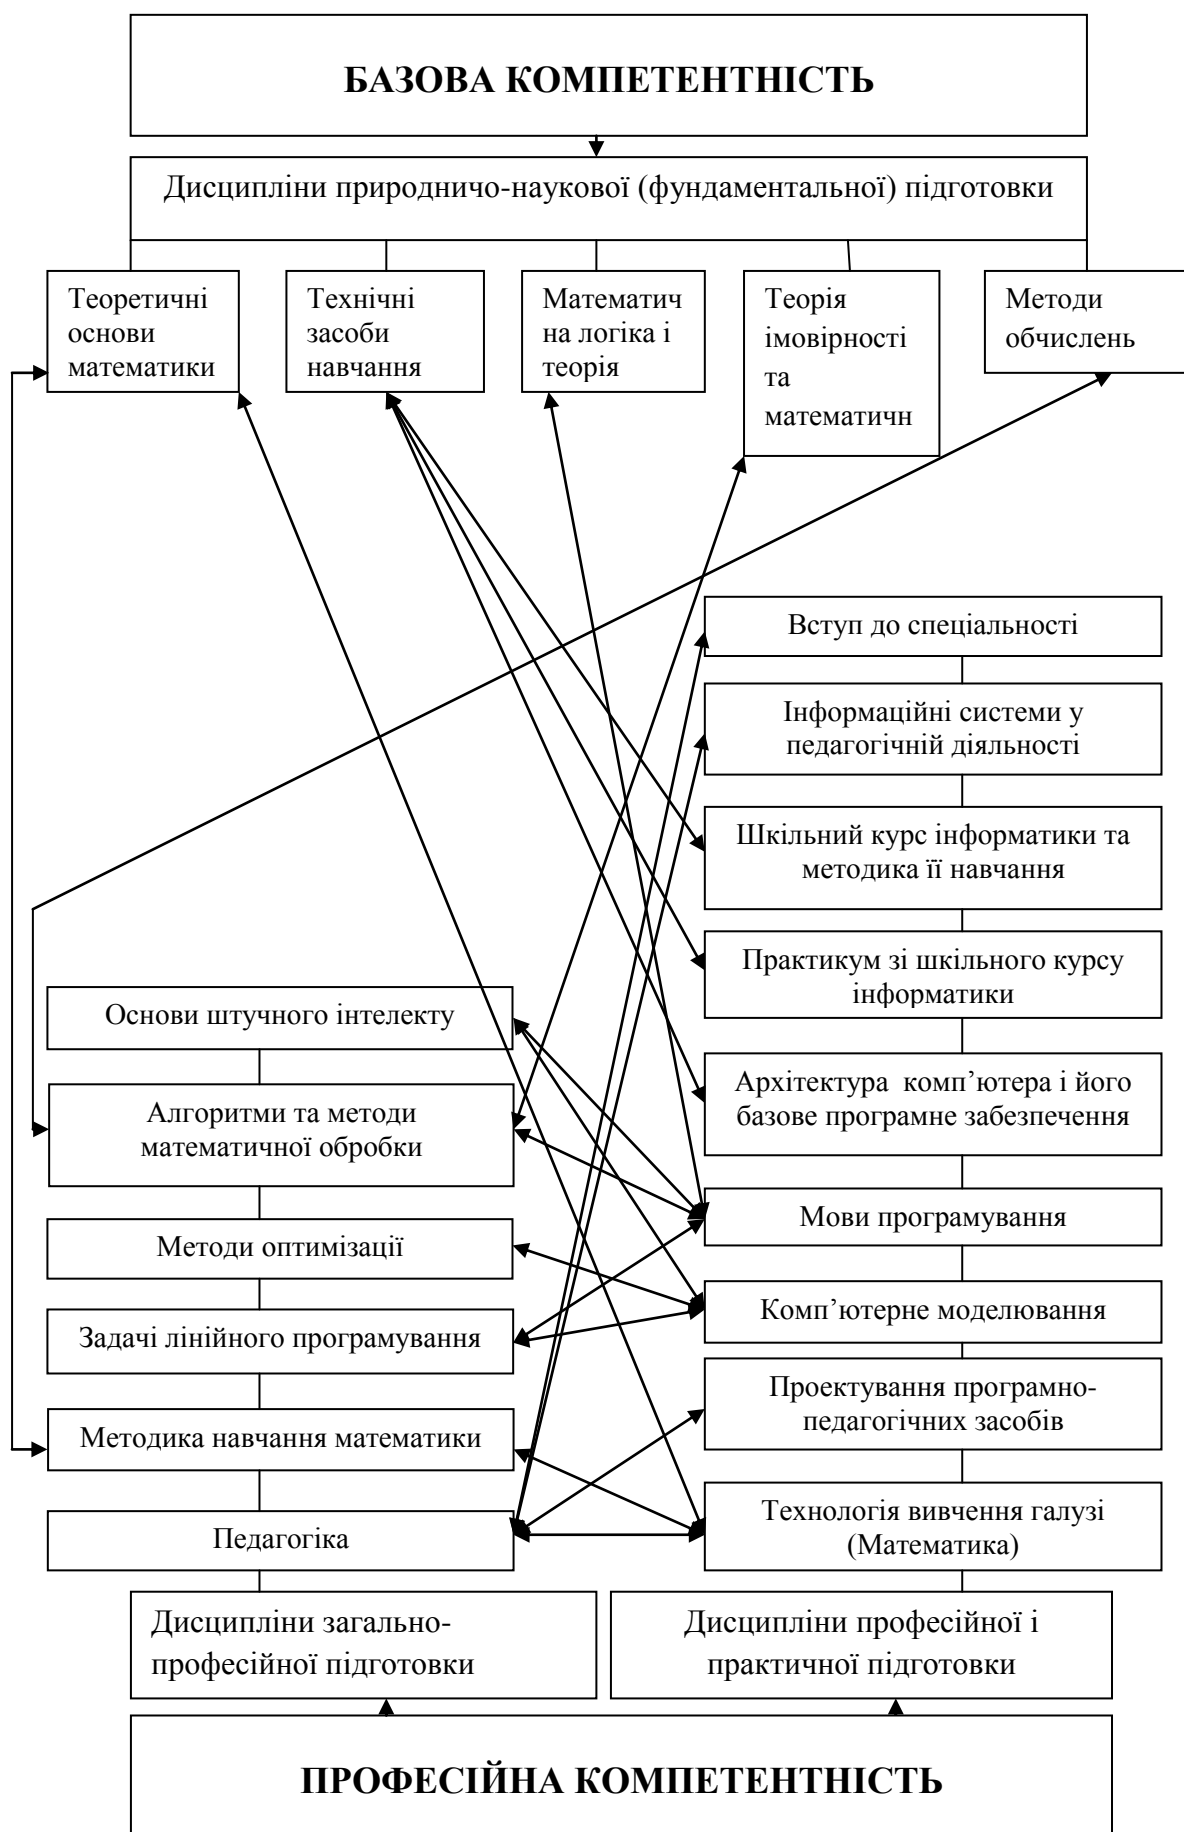 БАЗОВА КОМПЕТЕНТНІСТЬ
Дисципліни природничо-наукової (фундаментальної) підготовки
Теоретичні
основи
математики
Технічні
засоби
навчання
Математич
на логіка і
теорія
Теорія
імовірності
та
математичн
Методи
обчислень
Вступ до спеціальності
Інформаційні системи у
педагогічній діяльності
Шкільний курс інформатики та
методика її навчання
Практикум зі шкільного курсу
інформатики
Архітектура комп’ютера і його
базове програмне забезпечення
Мови програмування
Комп’ютерне моделювання
Проектування програмно-
педагогічних засобів
Технологія вивчення галузі
(Математика)
Основи штучного інтелекту
Алгоритми та методи
математичної обробки
Методи оптимізації
Задачі лінійного програмування
Методика навчання математики
Педагогіка
Дисципліни загально-
професійної підготовки
Дисципліни професійної і
практичної підготовки
ПРОФЕСІЙНА КОМПЕТЕНТНІСТЬ